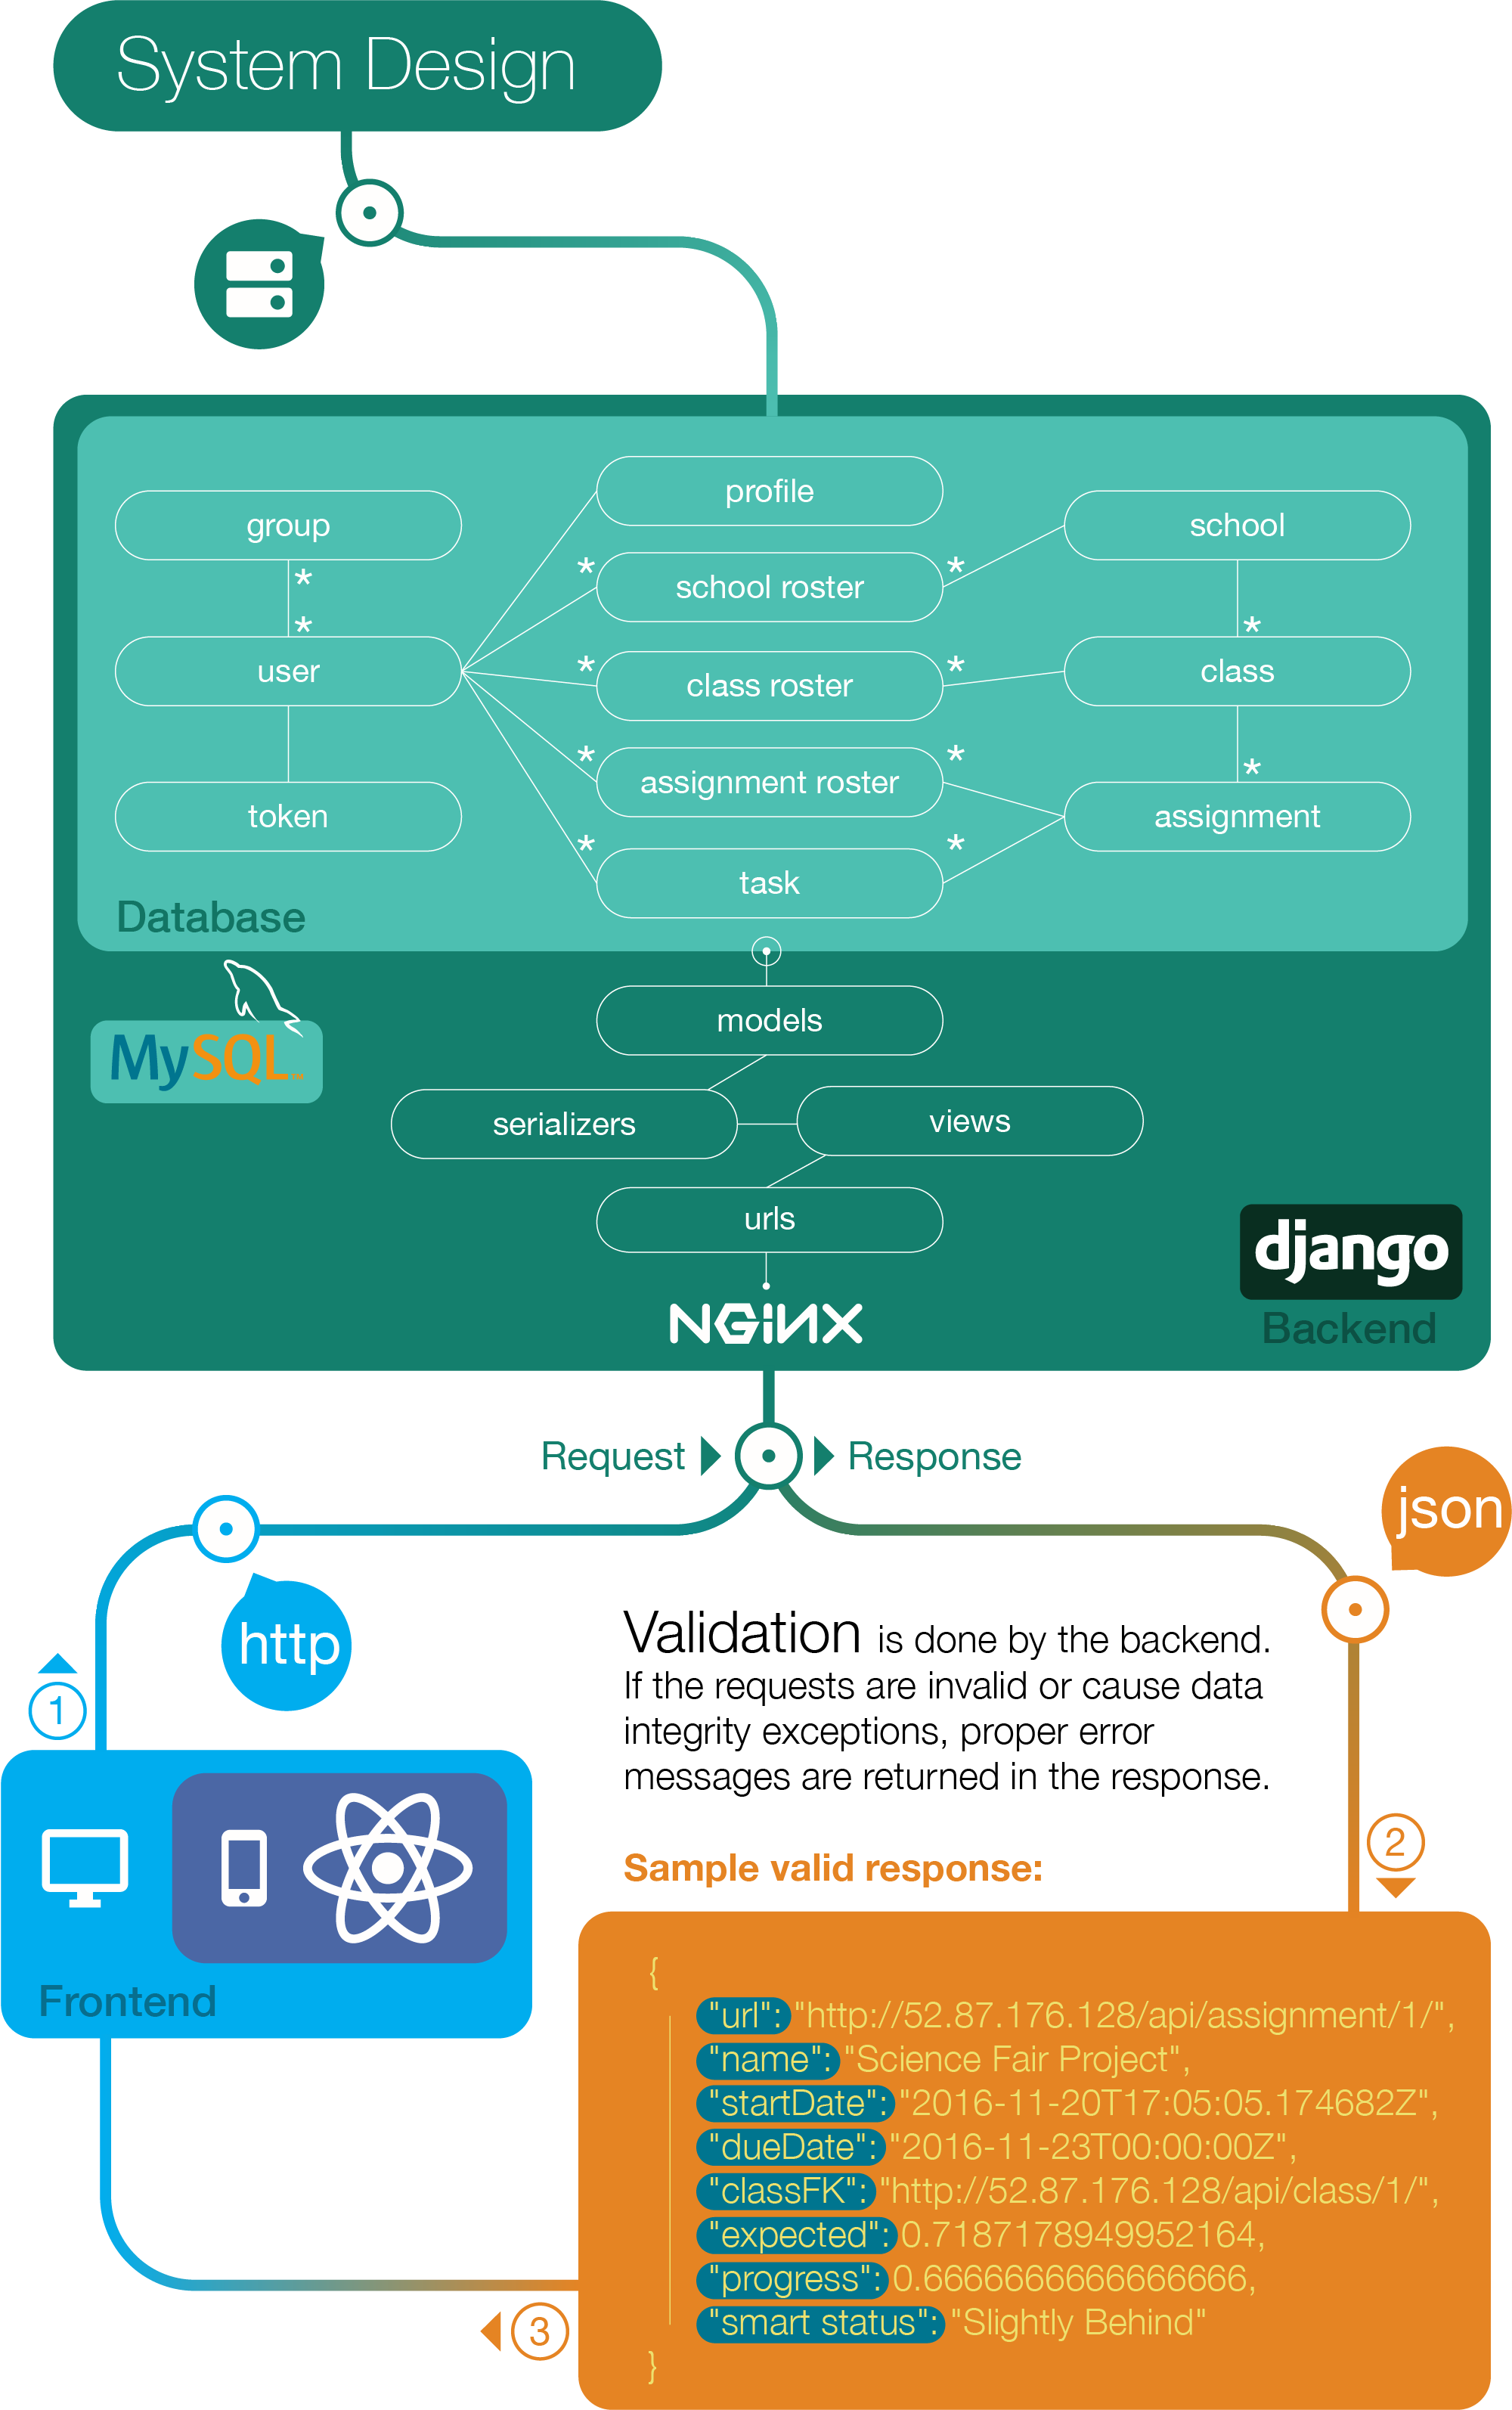 System Design
profile
group
school
*
*
school roster
*
*
user
*
class roster
*
class
*
*
assignment roster
*
*
token
assignment
*
task
*
Database
models
MySQL™
serializers
views
urls
django
NGINX
Backend
Request
Response
json
http
Validation is done by the backend.
If the requests are invalid or cause data
integrity exceptions, proper error
messages are returned in the response.
1
2
Sample valid response:
Frontend
{
"url": "http://52.87.176.128/api/assignment/1/",
"name": "Science Fair Project",
"startDate": "2016-11-20T17:05:05.174682Z",
"dueDate": "2016-11-23T00:00:00Z",
"classFK": "http://52.87.176.128/api/class/1/",
"expected": 0.7187178949952164,
"progress": 0.6666666666666666,
"smart status": "Slightly Behind"
}
3